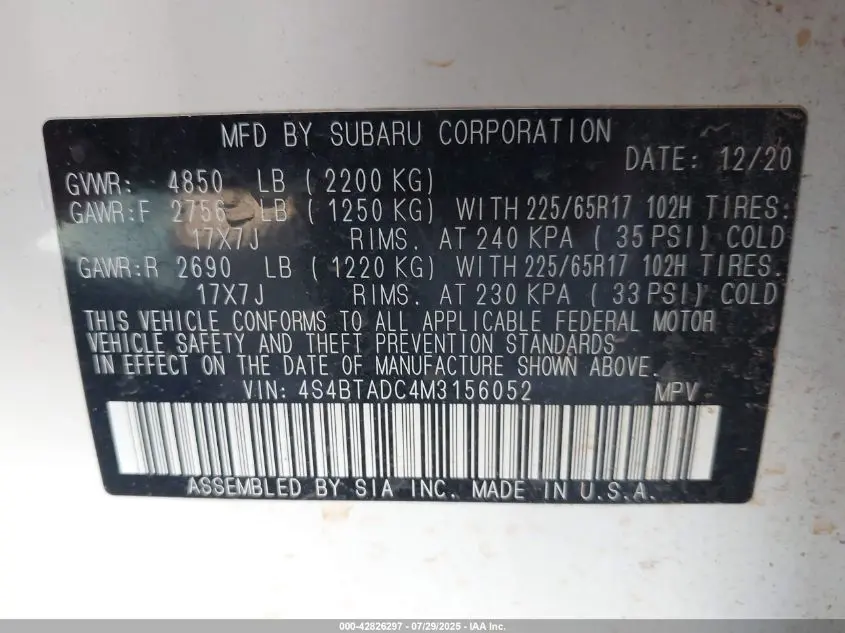 MFD BY SUBARU CORPORATION
DATE: 12/20
GVWR: 4850 LB ( 2200 KG)
GAWR:F 2756 LB ( 1250 KG) WITH 225/65R17 102H TIRES:
17X7J RIMS. AT 240 KPA ( 35 PSI) COLD
GAWR:R 2690 LB ( 1220 KG) WITH 225/65R17 102H TIRES.
17X7J RIMS. AT 230 KPA ( 33 PSI) COLD
THIS VEHICLE CONFORMS TO ALL APPLICABLE FEDERAL MOTOR
VEHICLE SAFETY AND THEFT PREVENTION STANDARDS
IN EFFECT ON THE DATE OF MANUFACTURE SHOWN ABOVE.
VIN: 4S4BTADC4M3156052 MPV
ASSEMBLED BY SIA INC. MADE IN U.S.A.
000-42826297 - 07/29/2025 - IAA Inc.